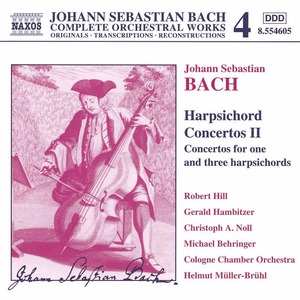 NAXOS
JOHANN SEBASTIAN BACH
COMPLETE ORCHESTRAL WORKS
ORIGINALS · TRANSCRIPTIONS · RECONSTRUCTIONS
4
DDD
8.554605
Johann Sebastian
BACH
Harpsichord
Concertos II
Concertos for one
and three harpsichords
Robert Hill
Gerald Hambitzer
Christoph A. Noll
Michael Behringer
Cologne Chamber Orchestra
Helmut Müller-Brühl
Johann Sebastian Bach